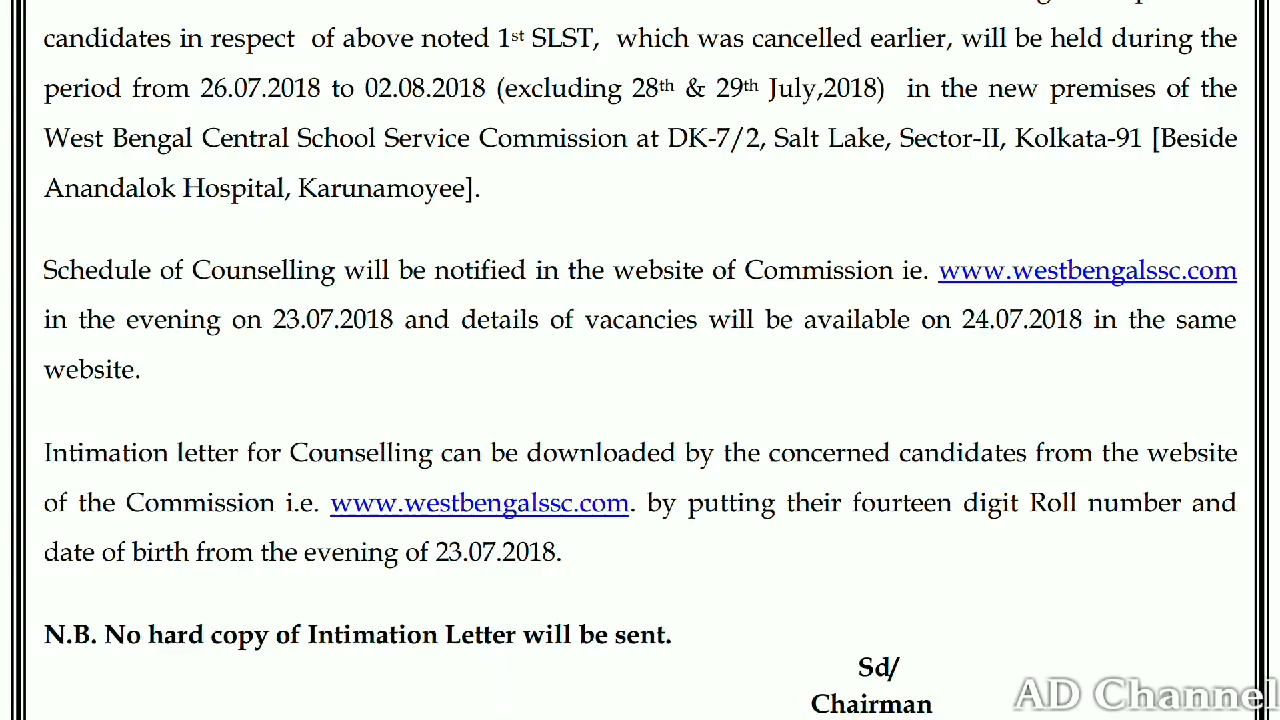 candidates in respect of above noted 1st SLST, which was cancelled earlier, will be held during the
period from 26.07.2018 to 02.08.2018 (excluding 28th & 29th July,2018) in the new premises of the
West Bengal Central School Service Commission at DK-7/2, Salt Lake, Sector-II, Kolkata-91 [Beside
Anandalok Hospital, Karunamoyee].
Schedule of Counselling will be notified in the website of Commission ie. www.westbengalssc.com
in the evening on 23.07.2018 and details of vacancies will be available on 24.07.2018 in the same
website.
Intimation letter for Counselling can be downloaded by the concerned candidates from the website
of the Commission i.e. www.westbengalssc.com. by putting their fourteen digit Roll number and
date of birth from the evening of 23.07.2018.
N.B. No hard copy of Intimation Letter will be sent.
Sd/
Chairman
AD Channel